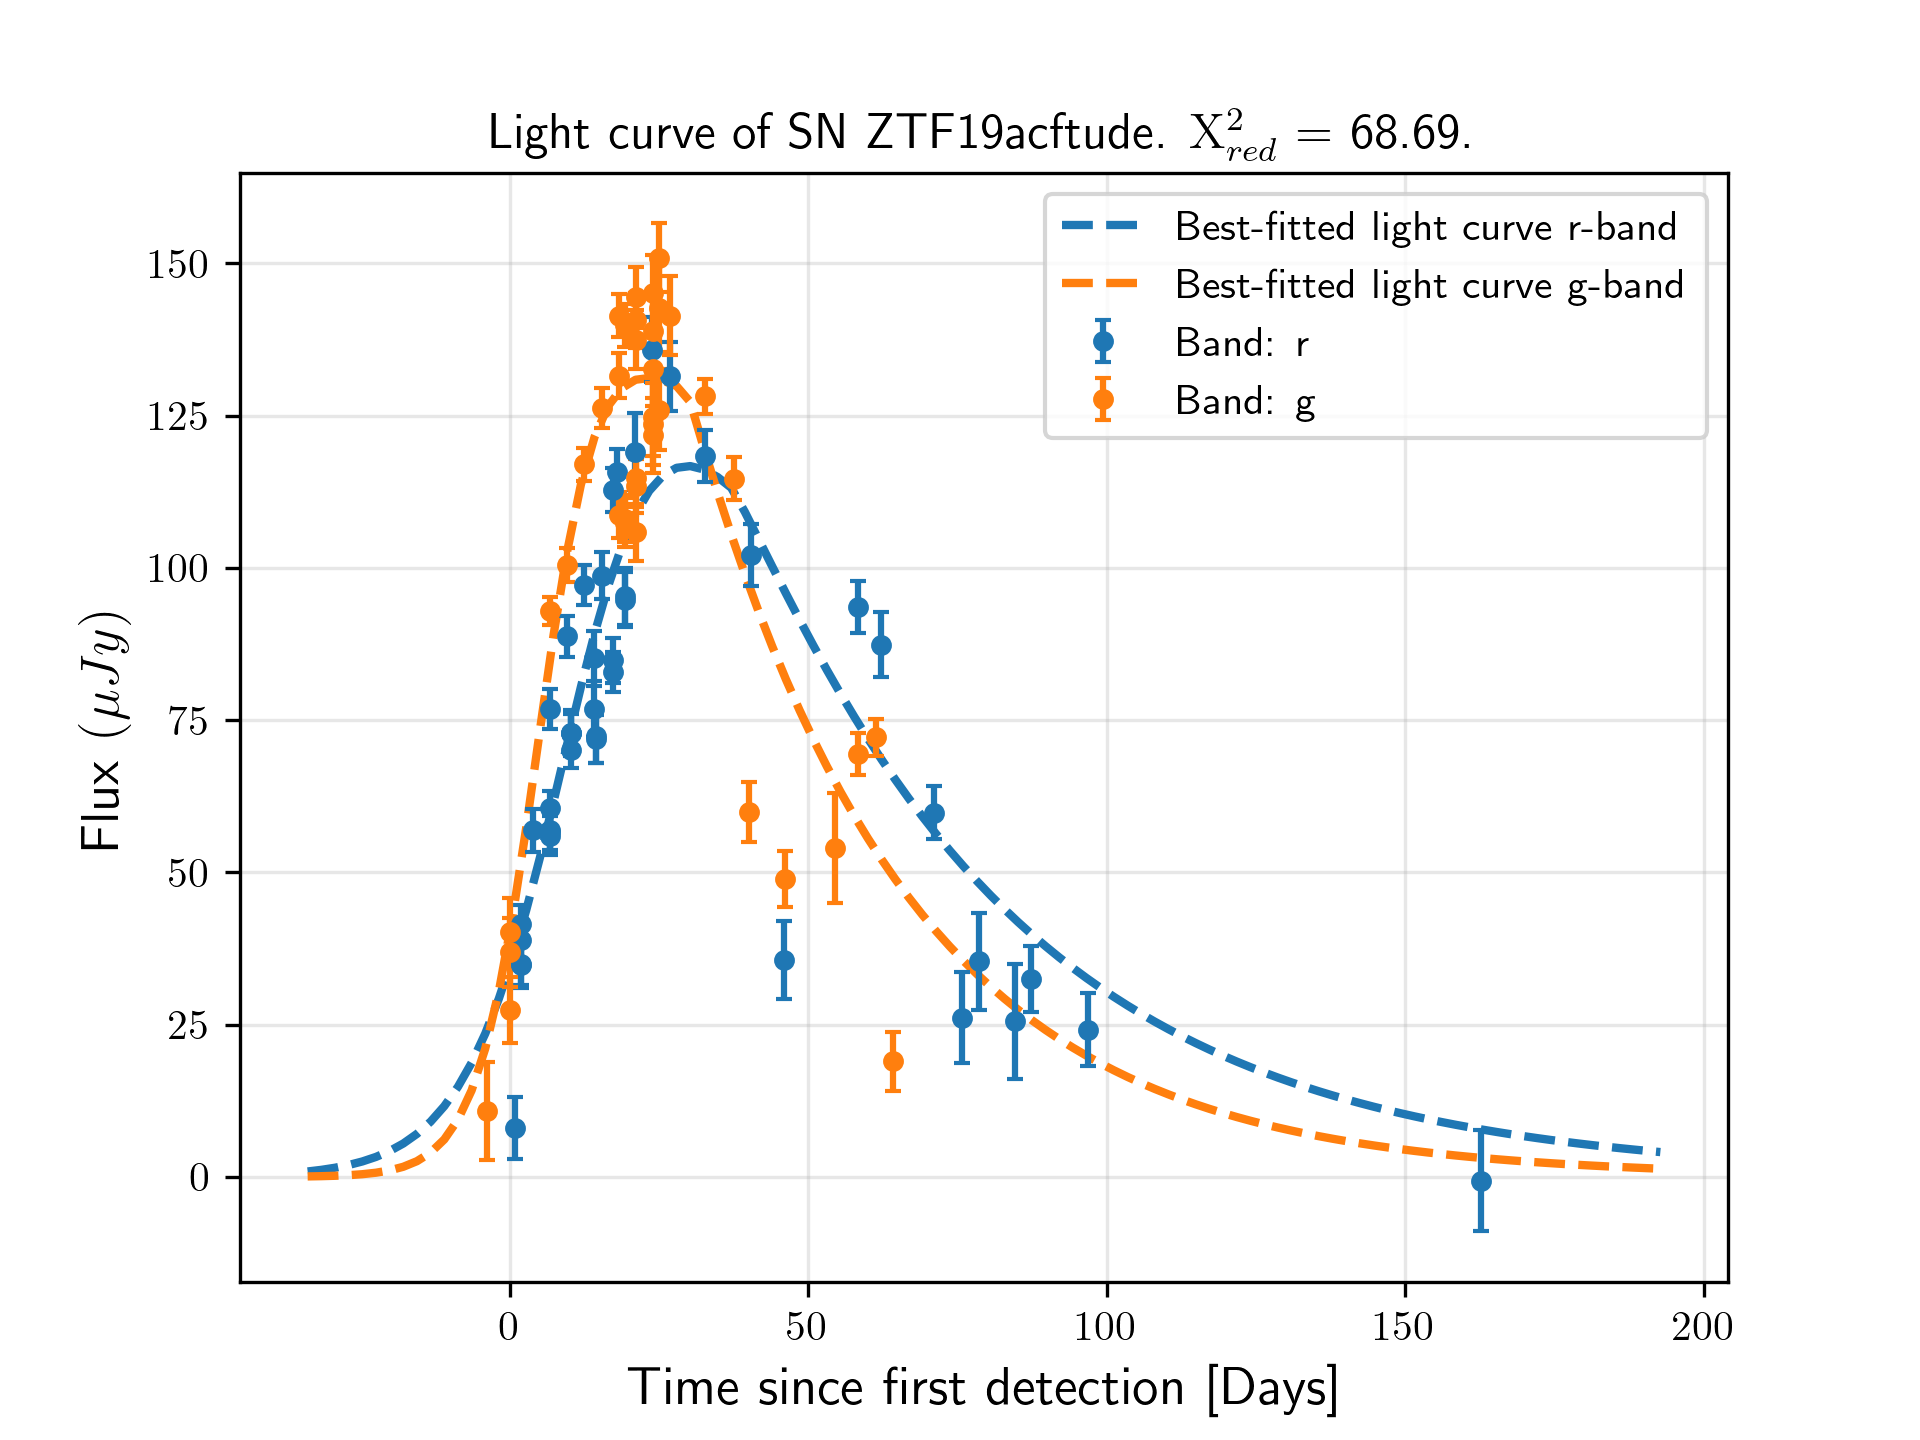 Light curve of SN ZTF19acftude. X²_red = 68.69.
Best-fitted light curve r-band
Best-fitted light curve g-band
Band: r
Band: g
Flux (μJy)
150
125
100
75
50
25
0
0 50 100 150 200
Time since first detection [Days]